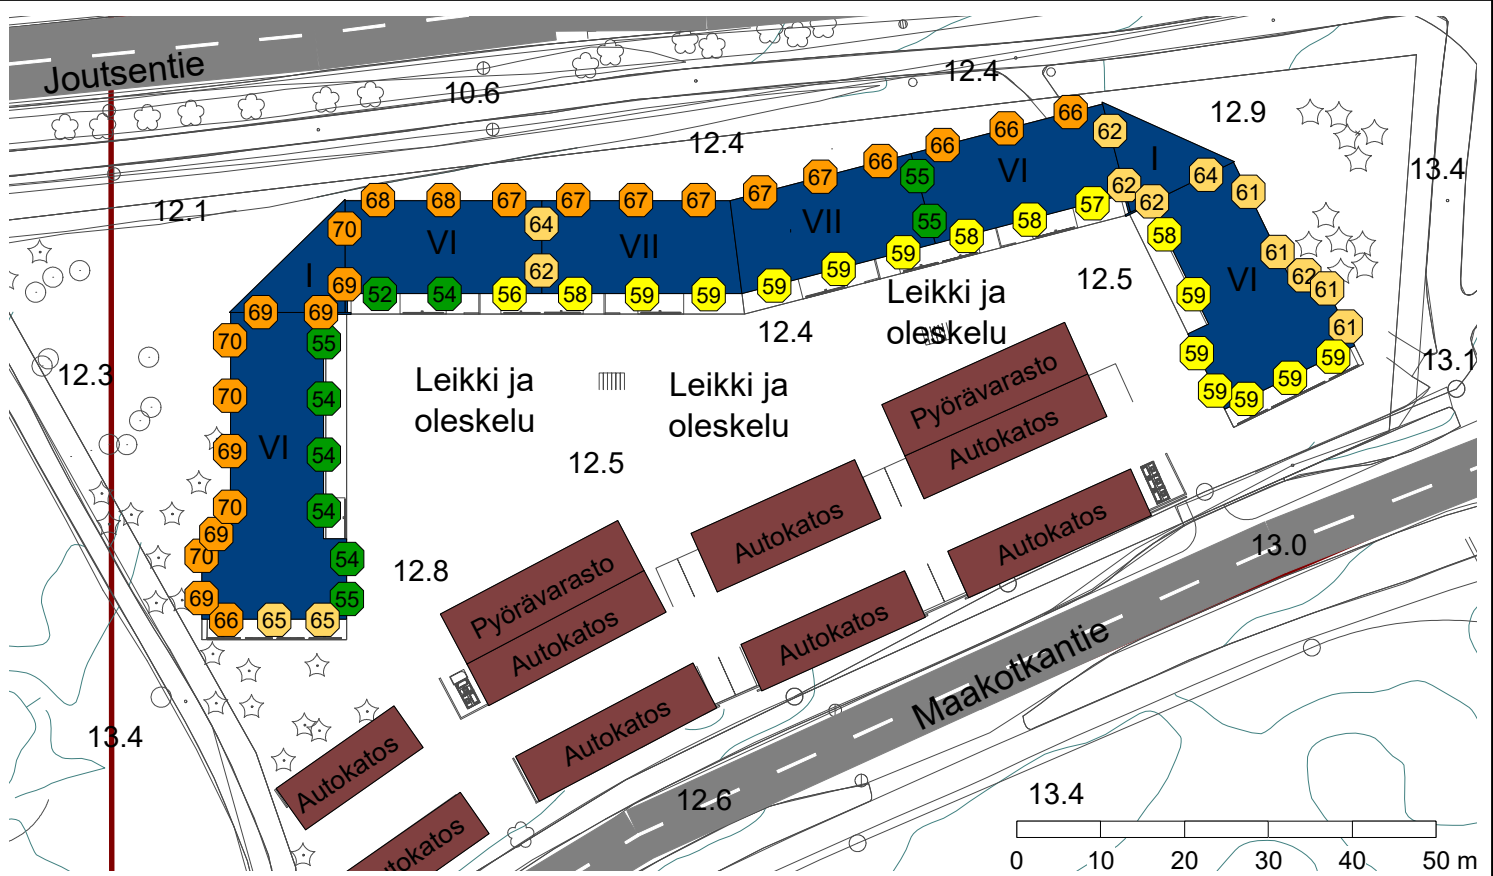 Joutsentie
10.6
12.4
12.9
12.4
13.4
12.1
66
66
66
66
62
67
67
68
68
67
67
67
55
VI
I
62
64
61
62
57
70
VI
64
VII
VII
55
58
58
58
61
62
61
VI
I
69
52
54
56
62
58
59
59
59
59
59
12.5
59
Leikki ja
oleskelu
69
69
70
55
12.4
61
59
59
59
59
59
13.1
12.3
70
54
Leikki ja
oleskelu
Leikki ja
oleskelu
Pyörävarasto
Autokatos
69
VI
54
12.5
70
54
69
70
54
Autokatos
Autokatos
13.0
69
55
12.8
66
65
65
Pyörävarasto
Autokatos
Autokatos
Maakotkantie
13.4
Autokatos
Autokatos
12.6
13.4
utokatos
0 10 20 30 40 50 m